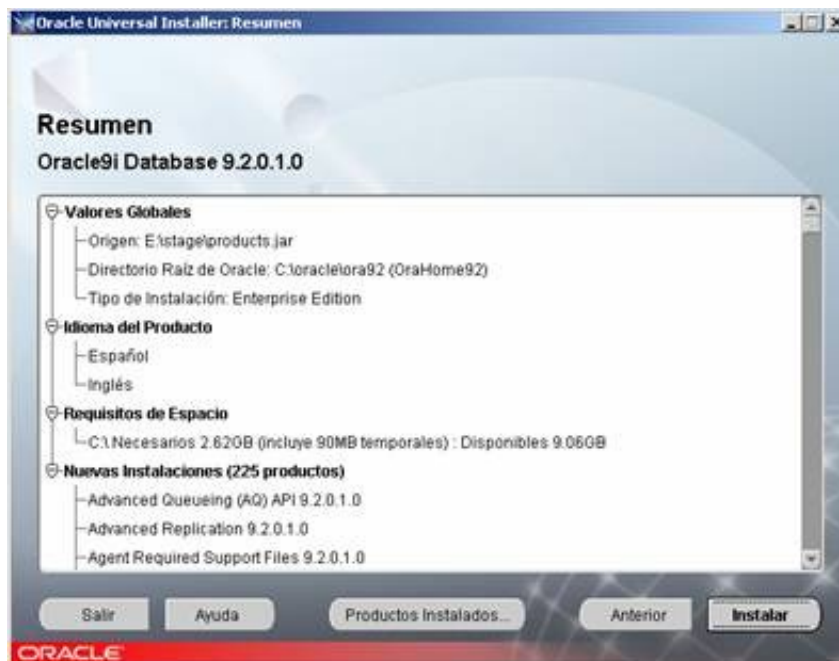 Oracle Universal Installer: Resumen
Resumen
Oracle9i Database 9.2.0.1.0
Valores Globales
Origen: E:\stage\products.jar
Directorio Raíz de Oracle: C:\oracle\ora92 (OraHome92)
Tipo de Instalación: Enterprise Edition
Idioma del Producto
Español
Inglés
Requisitos de Espacio
C:\ Necesarios 2.62GB (incluye 90MB temporales) : Disponibles 9.06GB
Nuevas Instalaciones (225 productos)
Advanced Queueing (AQ) API 9.2.0.1.0
Advanced Replication 9.2.0.1.0
Agent Required Support Files 9.2.0.1.0
Salir Ayuda Productos Instalados... Anterior Instalar
ORACLE